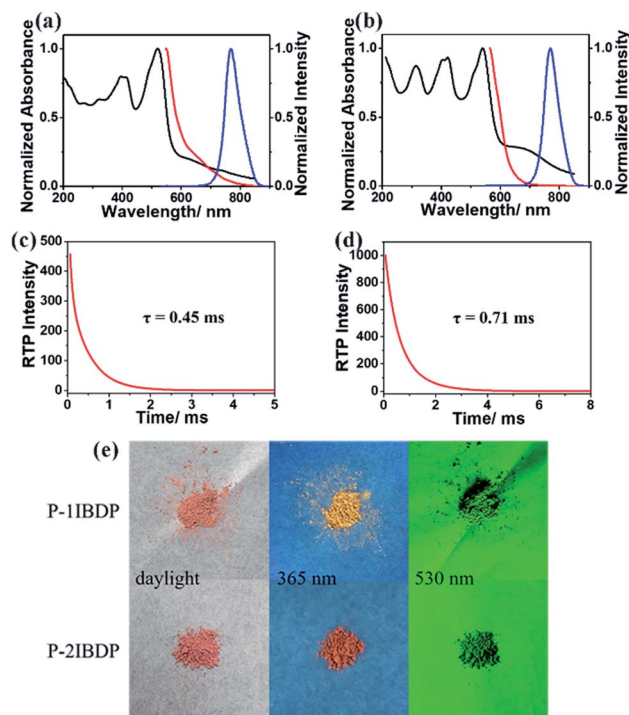 (a)
Normalized Absorbance
1.0
0.5
0.0
200 400 600 800
Wavelength/ nm
1.0
0.5
0.0
Normalized Intensity
(b)
Normalized Absorbance
1.0
0.5
0.0
200 400 600 800
Wavelength/ nm
1.0
0.5
0.0
Normalized Intensity
(c)
RTP Intensity
500
400
300
200
100
0
τ = 0.45 ms
0 1 2 3 4 5
Time/ ms
(d)
RTP Intensity
1000
800
600
400
200
0
τ = 0.71 ms
0 2 4 6 8
Time/ ms
(e)
P-1IBDP
daylight 365 nm 530 nm
P-2IBDP